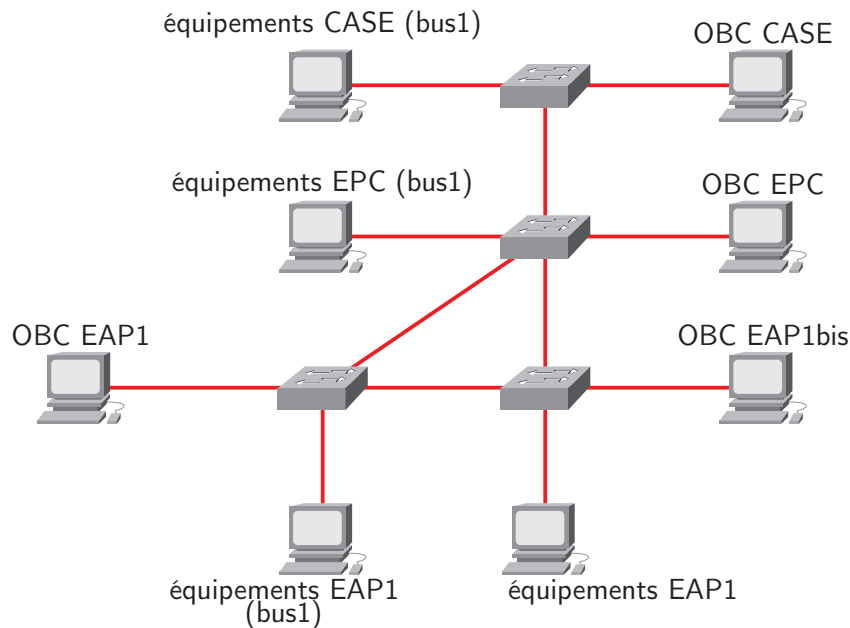 équipements CASE (bus1)
OBC CASE
équipements EPC (bus1)
OBC EPC
OBC EAP1
OBC EAP1bis
équipements EAP1
(bus1)
équipements EAP1